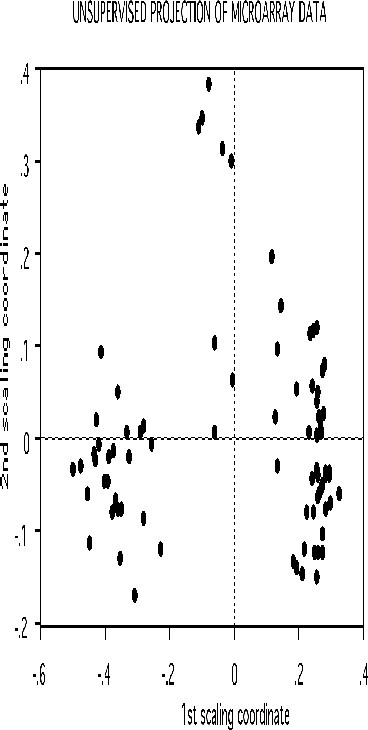 UNSUPERVISED PROJECTION OF MICROARRAY DATA
.4
.3
.2
.1
0
-.1
-.2
2nd scaling coordinate
-.6 -.4 -.2 0 .2 .4
1st scaling coordinate